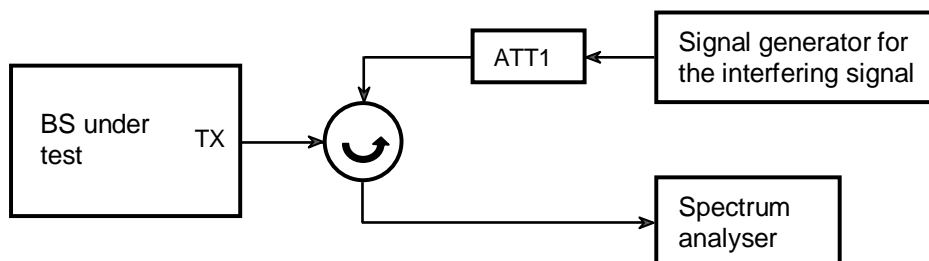 BS under
test
TX
ATT1
Signal generator for
the interfering signal
Spectrum
analyser